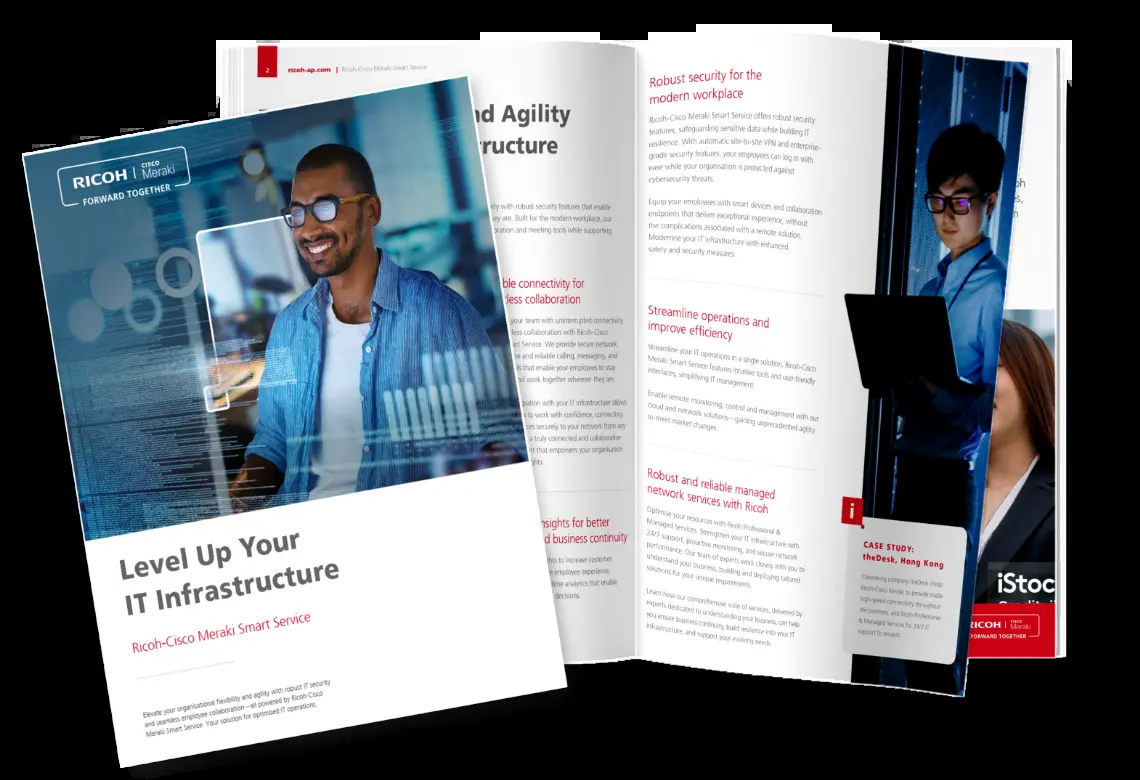 RICOH | CISCO Meraki
FORWARD TOGETHER
Level Up Your
IT Infrastructure
Ricoh-Cisco Meraki Smart Service
Elevate your organisational flexibility and agility with robust IT security
and seamless employee collaboration—all powered by Ricoh Cisco
Meraki Smart Service. Your solution for optimised IT operations.
2
ricoh-ap.com | Ricoh-Cisco Meraki Smart Service
Agility
ructure
with robust security features that enable
are. Built for the modern workplace, our
and meeting tools while supporting
connectivity for
collaboration
your team with uninterrupted connectivity
collaboration with Ricoh-Cisco
Service. We provide secure network
and reliable calling, messaging, and
that enable your employees to stay
work together wherever they are.
with your IT infrastructure allows
to work with confidence, connecting
securely to your network from any
a truly connected and collaborative
that empowers your organisation
for better
business continuity
to increase customer
employee experience.
analytics that enable
decisions.
Robust security for the
modern workplace
Ricoh-Cisco Meraki Smart Service offers robust security
features, safeguarding sensitive data while building IT
resilience. With automatic site-to-site VPN and enterprise-
grade security features, your employees can log in with
ease while your organisation is protected against
cybersecurity threats.
Equip your employees with smart devices and collaboration
endpoints that deliver exceptional experience, without
the complications associated with a remote solution.
Modernise your IT infrastructure with enhanced
safety and security measures.
Streamline operations and
improve efficiency
Streamline your IT operations in a single solution. Ricoh-Cisco
Meraki Smart Service features intuitive tools and user-friendly
interfaces, simplifying IT management.
Enable remote monitoring, control and management with our
cloud and network solutions—gaining unprecedented agility
to meet market changes.
Robust and reliable managed
network services with Ricoh
Optimise your resources with Ricoh Professional &
Managed Services. Strengthen your IT infrastructure with
24/7 support, proactive monitoring, and secure network
performance. Our team of experts work closely with you to
understand your business, building and deploying tailored
solutions for your unique requirements.
Learn how our comprehensive suite of services, delivered by
experts dedicated to understanding your business, can help
you ensure business continuity, build resilience into your IT
infrastructure, and support your evolving needs.
i
CASE STUDY:
theDesk, Hong Kong
Coworking company theDesk chose
Ricoh-Cisco Meraki to provide stable
high-speed connectivity throughout
the premises, and Ricoh Professional
& Managed Services for 24/7 IT
support to
iStoc
RICOH | CISCO Meraki
FORWARD TOGETHER